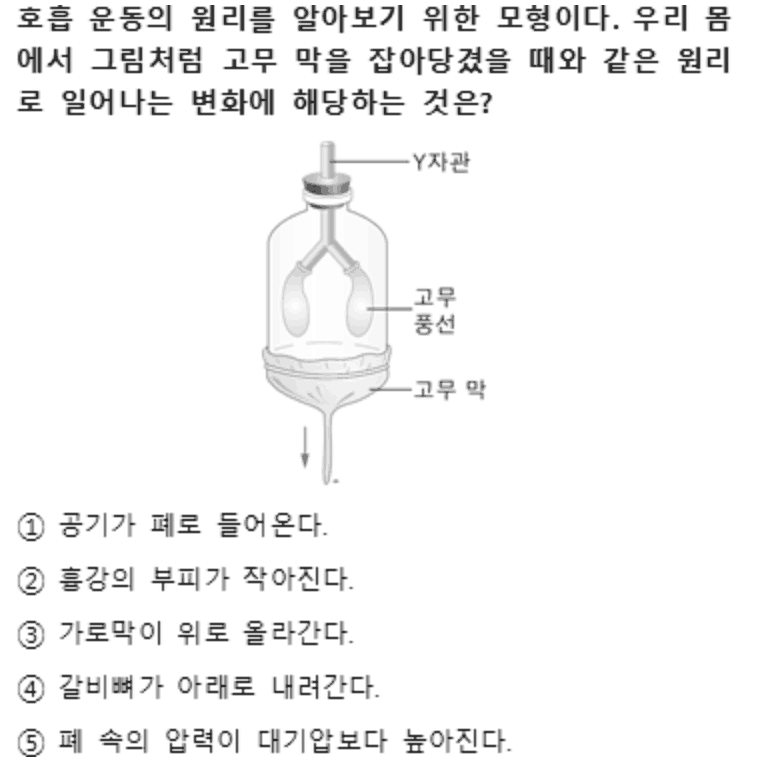 호흡 운동의 원리를 알아보기 위한 모형이다. 우리 몸
에서 그림처럼 고무 막을 잡아당겼을 때와 같은 원리
로 일어나는 변화에 해당하는 것은?
Y자관
고무
풍선
고무 막
① 공기가 폐로 들어온다.
② 흉강의 부피가 작아진다.
③ 가로막이 위로 올라간다.
④ 갈비뼈가 아래로 내려간다.
⑤ 폐 속의 압력이 대기압보다 높아진다.